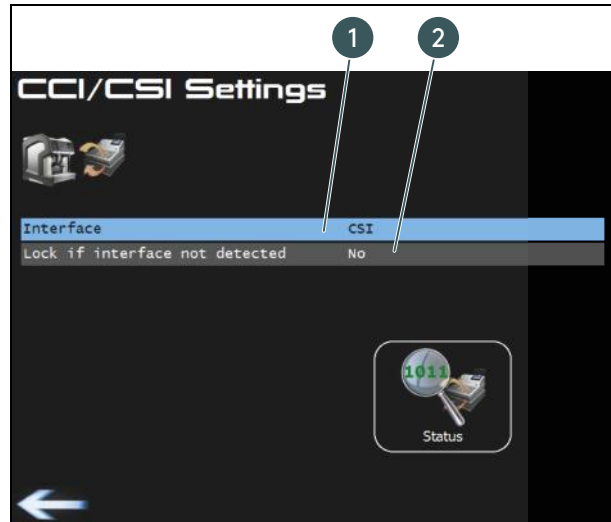 1 2
CCI/CSI Settings
Interface CSI
Lock if interface not detected No
1011
Status